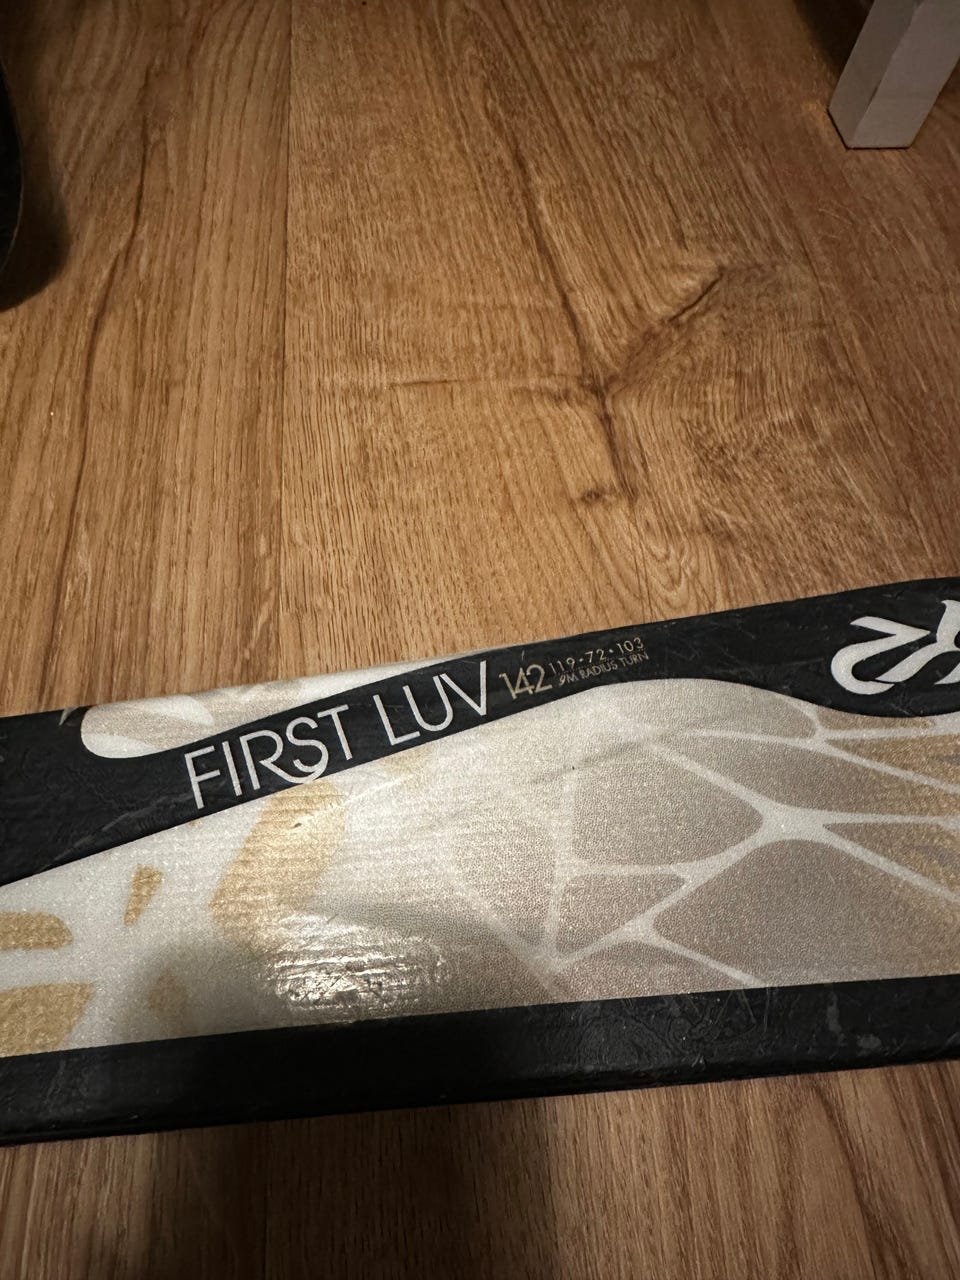 FIRST LUV 142
119•72•103
9M RADIUS TURN